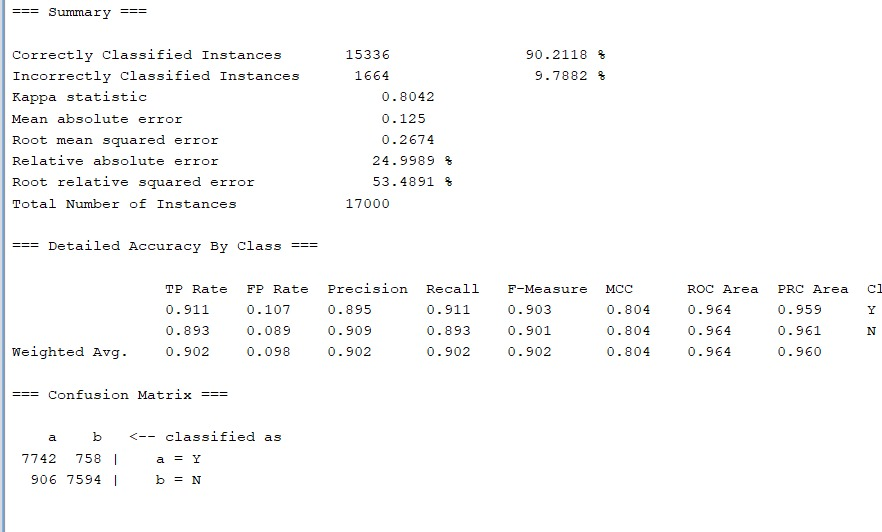 === Summary ===
Correctly Classified Instances 15336 90.2118 %
Incorrectly Classified Instances 1664 9.7882 %
Kappa statistic 0.8042
Mean absolute error 0.125
Root mean squared error 0.2674
Relative absolute error 24.9989 %
Root relative squared error 53.4891 %
Total Number of Instances 17000
=== Detailed Accuracy By Class ===
TP Rate FP Rate Precision Recall F-Measure MCC ROC Area PRC Area Cl
0.911 0.107 0.895 0.911 0.903 0.804 0.964 0.959 Y
0.893 0.089 0.909 0.893 0.901 0.804 0.964 0.961 N
Weighted Avg. 0.902 0.098 0.902 0.902 0.902 0.804 0.964 0.960
=== Confusion Matrix ===
a b <-- classified as
7742 758 | a = Y
906 7594 | b = N